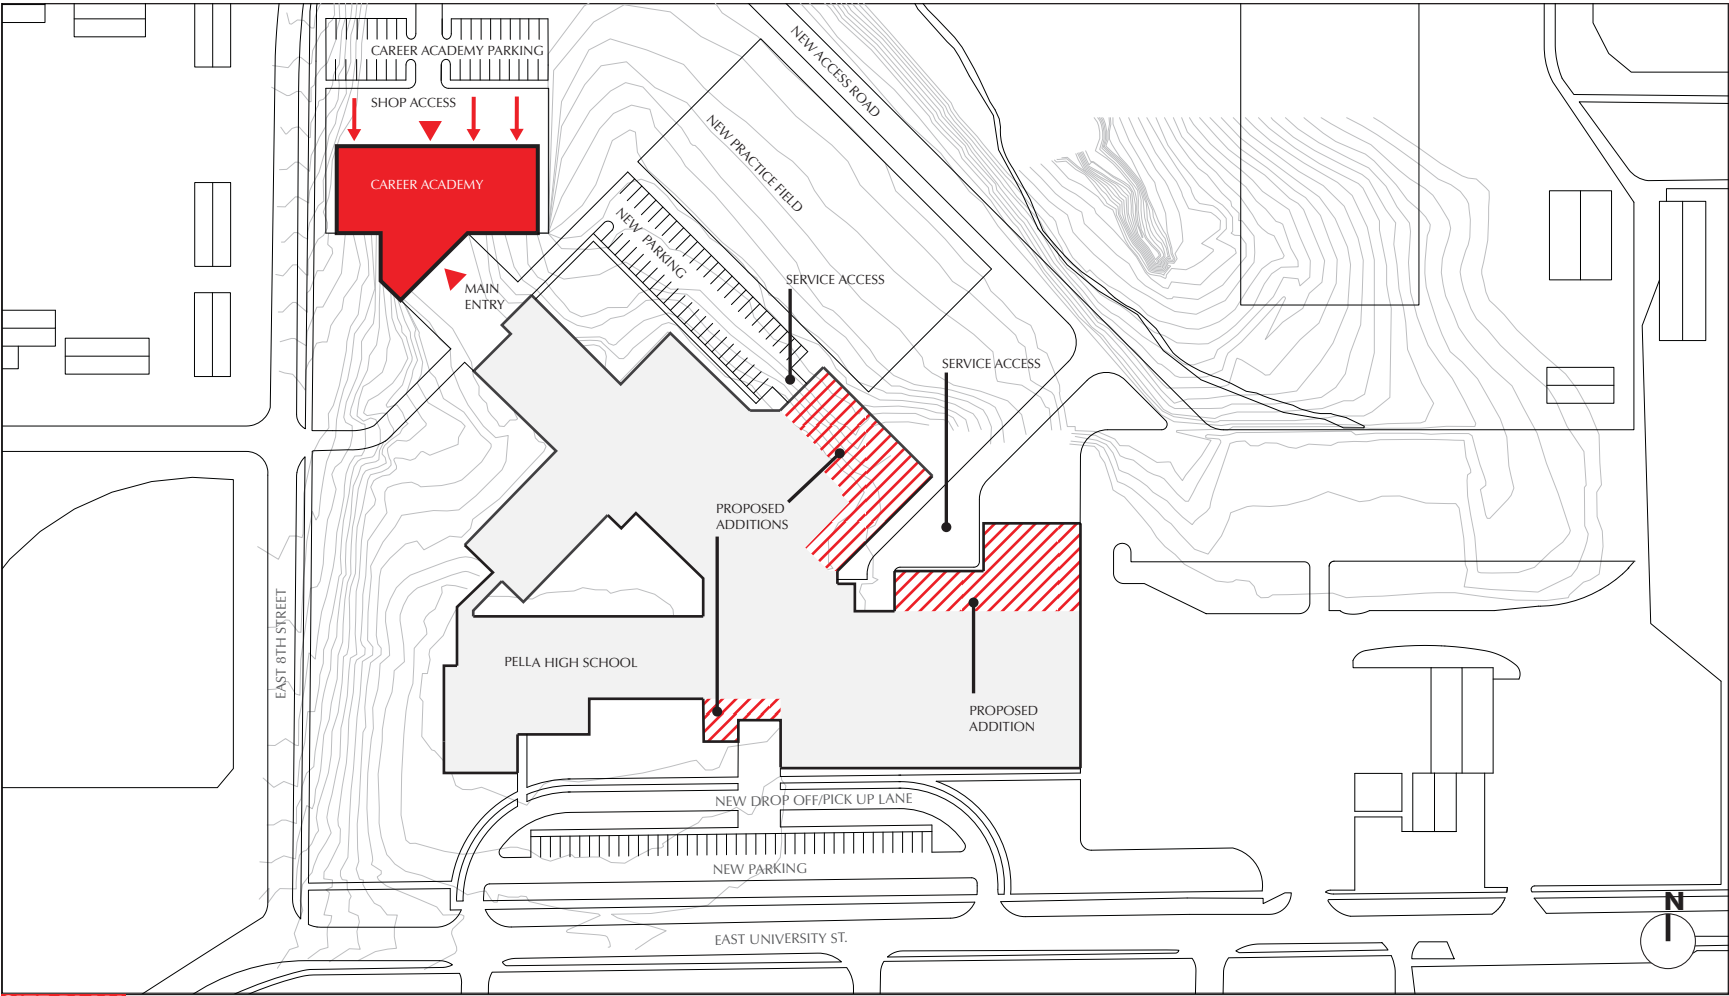 CAREER ACADEMY PARKING
NEW ACCESS ROAD
SHOP ACCESS
NEW PRACTICE FIELD
CAREER ACADEMY
NEW PARKING
SERVICE ACCESS
MAIN
ENTRY
SERVICE ACCESS
PROPOSED
ADDITIONS
EAST 8TH STREET
PELLA HIGH SCHOOL
PROPOSED
ADDITION
NEW DROP OFF/PICK UP LANE
NEW PARKING
N
EAST UNIVERSITY ST.